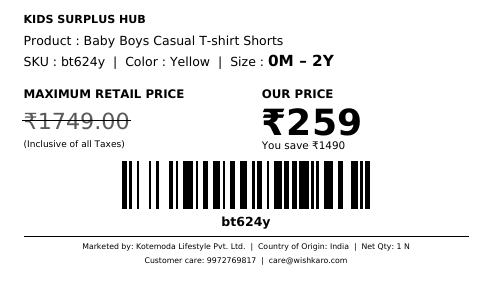 KIDS SURPLUS HUB
Product : Baby Boys Casual T-shirt Shorts
SKU : bt624y | Color : Yellow | Size : 0M – 2Y
MAXIMUM RETAIL PRICE
₹1749.00
(Inclusive of all Taxes)
OUR PRICE
₹259
You save ₹1490
bt624y
Marketed by: Kotemoda Lifestyle Pvt. Ltd. | Country of Origin: India | Net Qty: 1 N
Customer care: 9972769817 | care@wishkaro.com